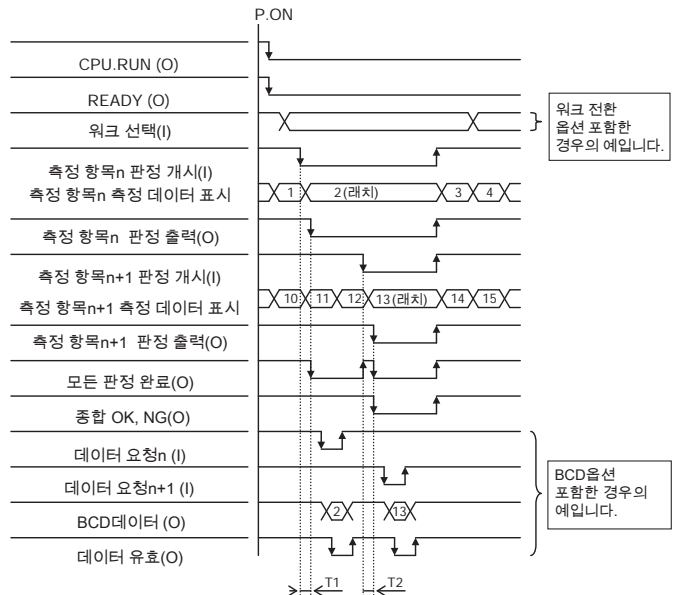 P.ON
CPU.RUN (O)
READY (O)
워크 선택(I)
워크 전환
옵션 포함한
경우의 예입니다.
측정 항목n 판정 개시(I)
측정 항목n 측정 데이터 표시
1
2(래치)
3
4
측정 항목n  판정 출력(O)
측정 항목n+1 판정 개시(I)
측정 항목n+1 측정 데이터 표시
10
11
12
13(래치)
14
15
측정 항목n+1  판정 출력(O)
모든 판정 완료(O)
종합 OK, NG(O)
데이터 요청n (I)
데이터 요청n+1 (I)
BCD데이터 (O)
2
13
데이터 유효(O)
BCD옵션
포함한 경우의
예입니다.
T1
T2